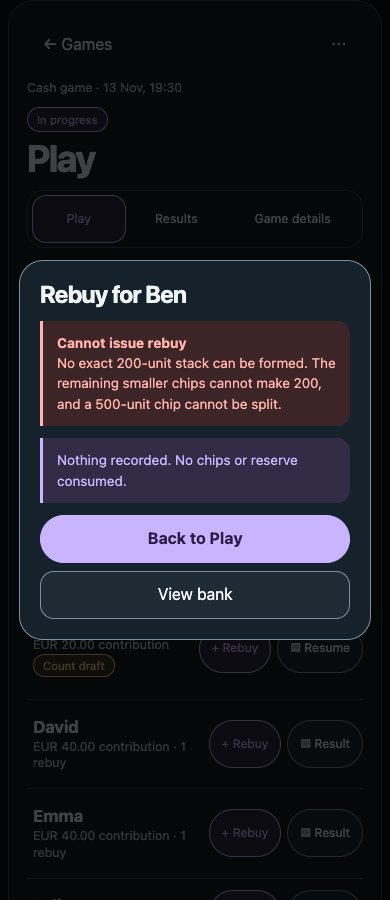 ← Games
...
Cash game · 13 Nov, 19:30
In progress
Play
Play
Results
Game details
Rebuy for Ben
Cannot issue rebuy
No exact 200-unit stack can be formed. The
remaining smaller chips cannot make 200,
and a 500-unit chip cannot be split.
Nothing recorded. No chips or reserve
consumed.
Back to Play
View bank
EUR 20.00 contribution
Count draft
+ Rebuy
Resume
David
EUR 40.00 contribution · 1
rebuy
+ Rebuy
Result
Emma
EUR 40.00 contribution · 1
rebuy
+ Rebuy
Result